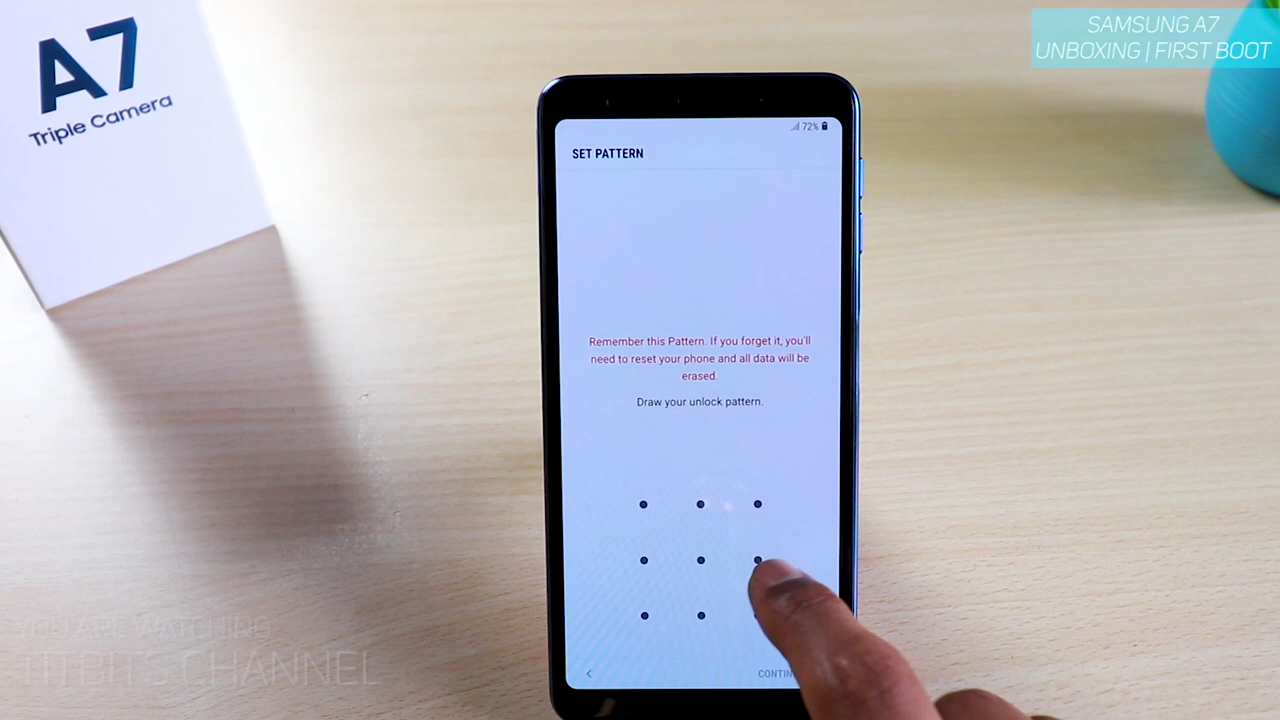 A7
Triple Camera
SAMSUNG A7
UNBOXING | FIRST BOOT
72%
SET PATTERN
Remember this Pattern. If you forget it, you'll
need to reset your phone and all data will be
erased.
Draw your unlock pattern.
YOU ARE WATCHING
CHANNEL